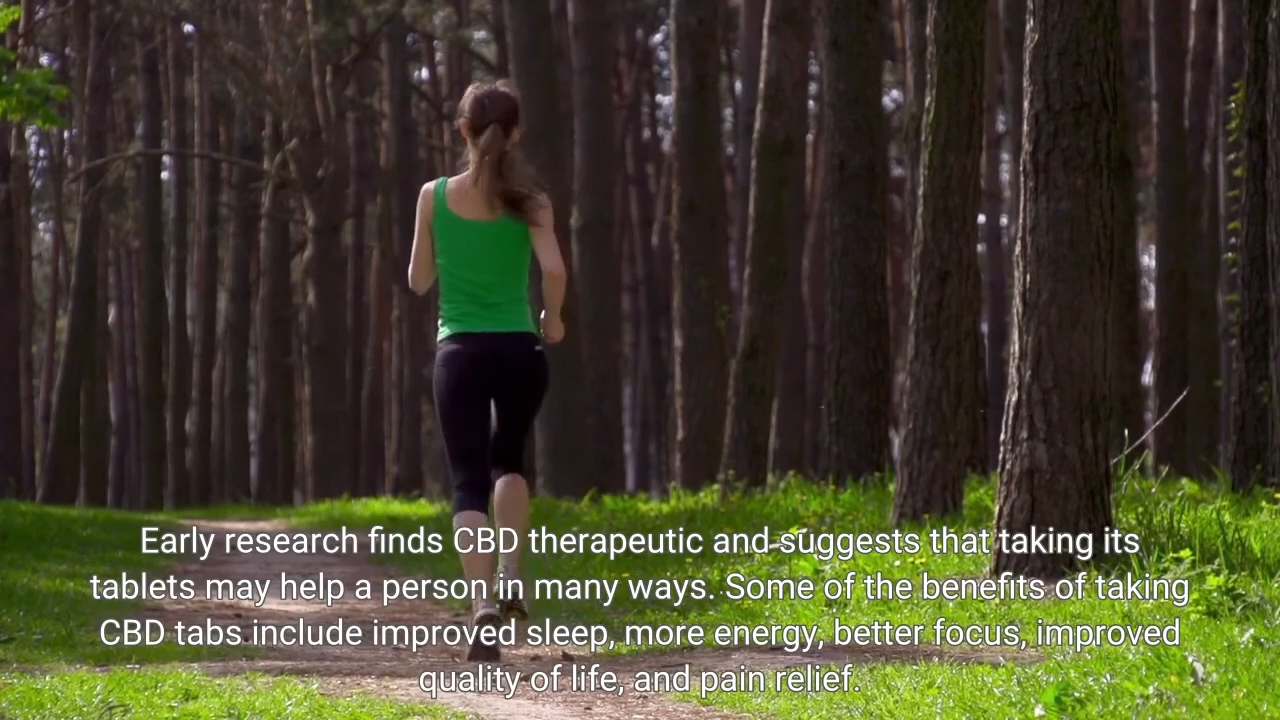 Early research finds CBD therapeutic and suggests that taking its
tablets may help a person in many ways. Some of the benefits of taking
CBD tabs include improved sleep, more energy, better focus, improved
quality of life, and pain relief.